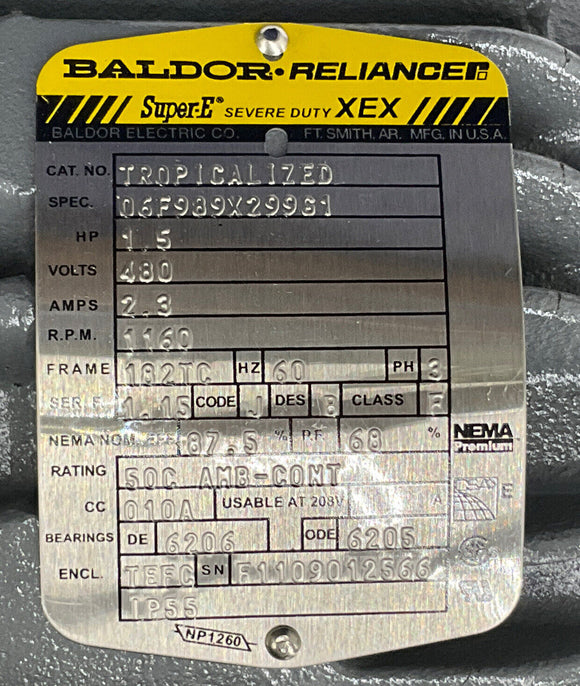 BALDOR·RELIANCER
Super-E® SEVERE DUTY XEX
BALDOR ELECTRIC CO. FT. SMITH, AR. MFG. IN U.S.A.
CAT. NO. TROPICALIZED
SPEC. 06F989X299G1
HP 1.5
VOLTS 480
AMPS 2.3
R.P.M. 1160
FRAME 182TC HZ 60 PH 3
SER. F. 1.15 CODE J DES B CLASS F
NEMA NOM. EFF. 87.5 % P.F. 68 %
NEMA Premium
RATING 50C AMB-CONT
CC 010A USABLE AT 208V A
E
BEARINGS DE 6206 ODE 6205
ENCL. TEFC SN F1109012566
IP55
NP1260